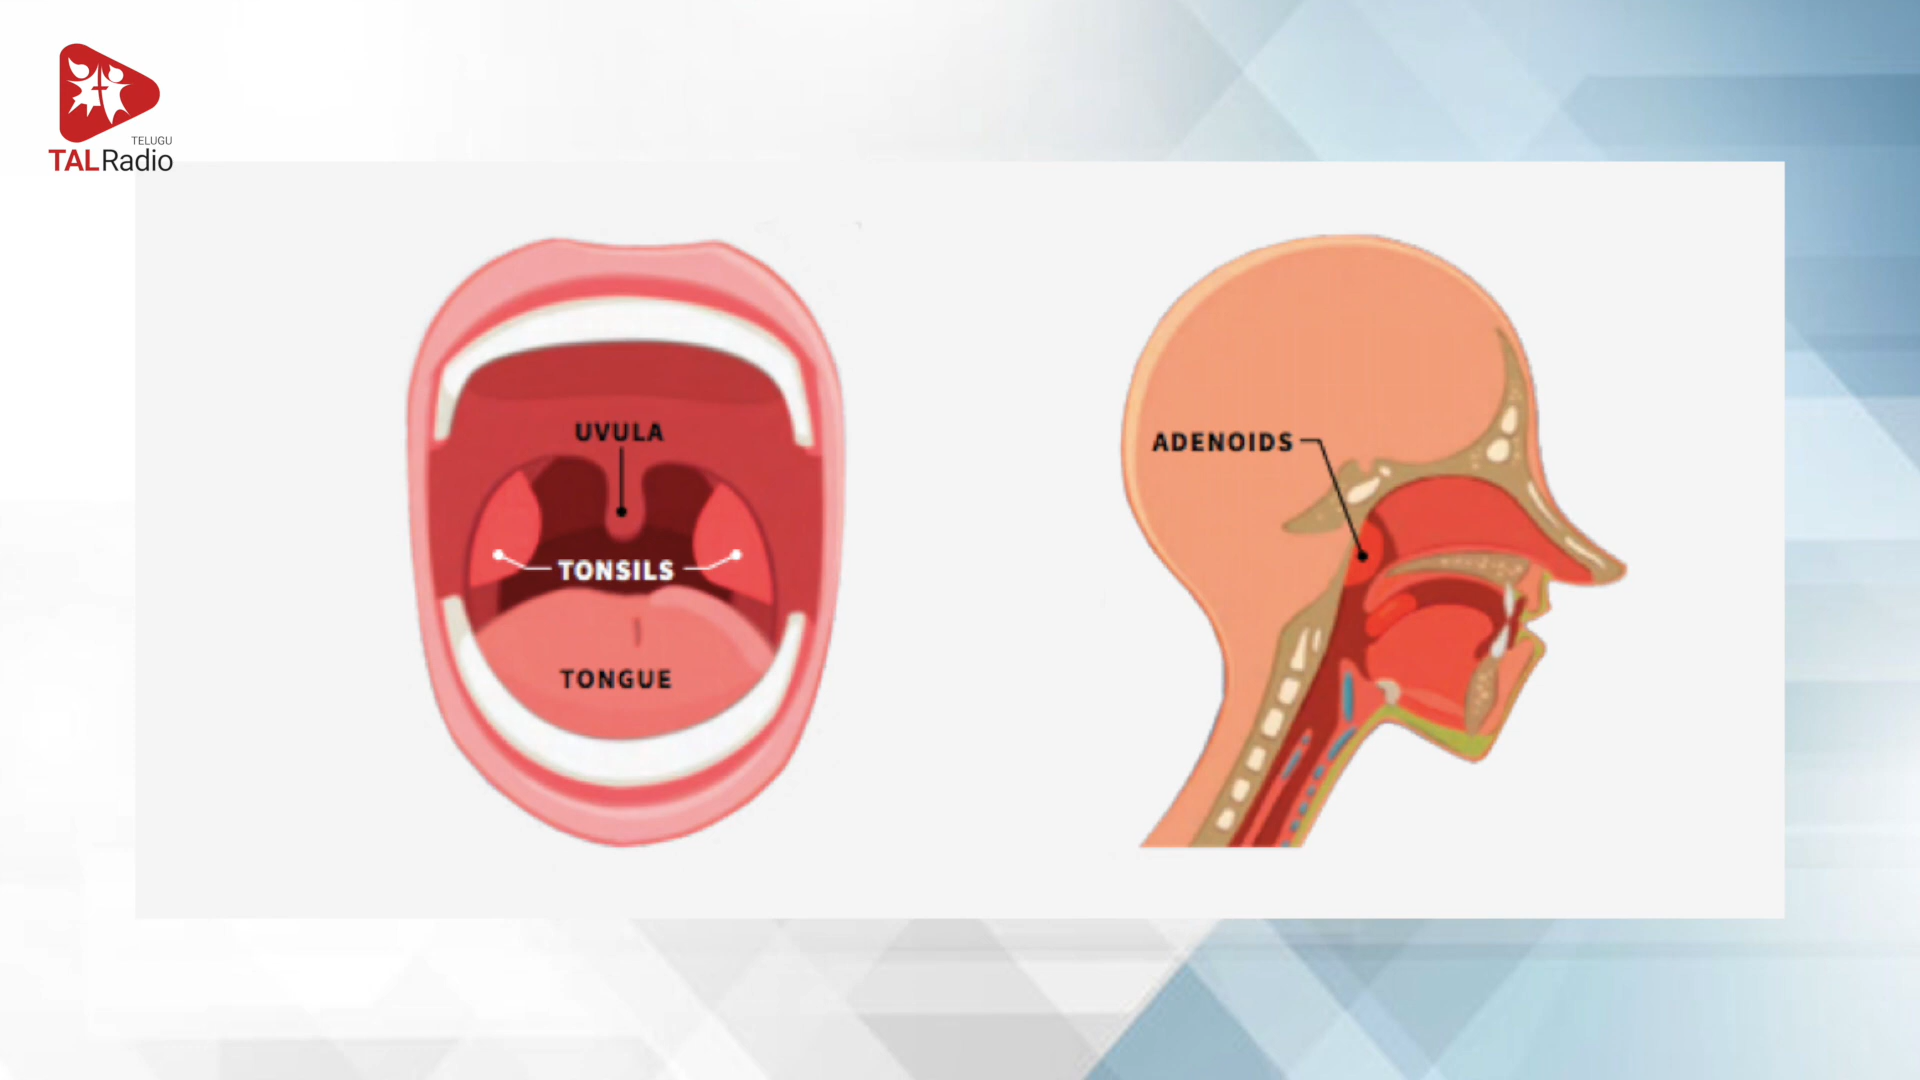 TELUGU
TALRadio
UVULA
TONSILS
TONGUE
ADENOIDS